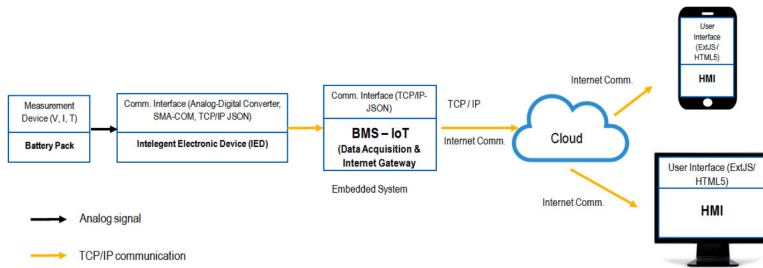 Measurement
Device (V, I, T)
Battery Pack
Comm. Interface (Analog-Digital Converter,
SMA-COM, TCP/IP JSON)
Intelegent Electronic Device (IED)
Comm. Interface (TCP/IP-
JSON)
BMS – IoT
(Data Acquisition &
Internet Gateway
Embedded System
TCP / IP
Internet Comm.
Cloud
Internet Comm.
User
Interface
(ExtJS/
HTML5)
HMI
Internet Comm.
User Interface (ExtJS/
HTML5)
HMI
Analog signal
TCP/IP communication